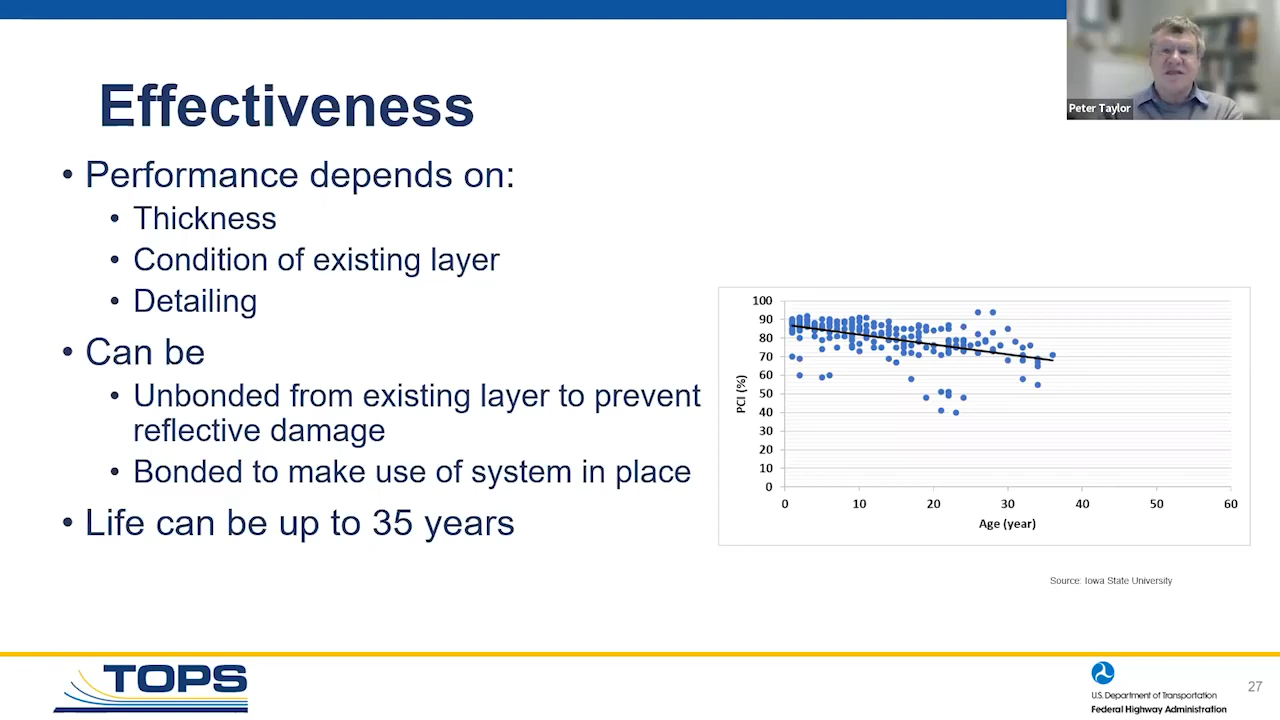 Effectiveness
Peter Taylor
• Performance depends on:
• Thickness
• Condition of existing layer
• Detailing
• Can be
• Unbonded from existing layer to prevent
reflective damage
• Bonded to make use of system in place
• Life can be up to 35 years
100
90
80
70
60
50
40
30
20
10
0
PCI (%)
0 10 20 30 40 50 60
Age (year)
Source: Iowa State University
TOPS
U.S. Department of Transportation
Federal Highway Administration
27